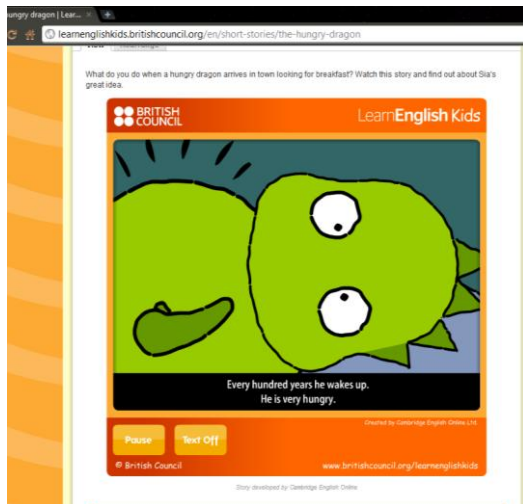 ungry dragon | Lear...
learnenglishkids.britishcouncil.org/en/short-stories/the-hungry-dragon
View
What do you do when a hungry dragon arrives in town looking for breakfast? Watch this story and find out about Sia's
great idea.
BRITISH
COUNCIL
LearnEnglish Kids
Every hundred years he wakes up.
He is very hungry.
Created by Cambridge English Online Ltd.
Pause
Text Off
© British Council
www.britishcouncil.org/learnenglishkids
Story developed by Cambridge English Online